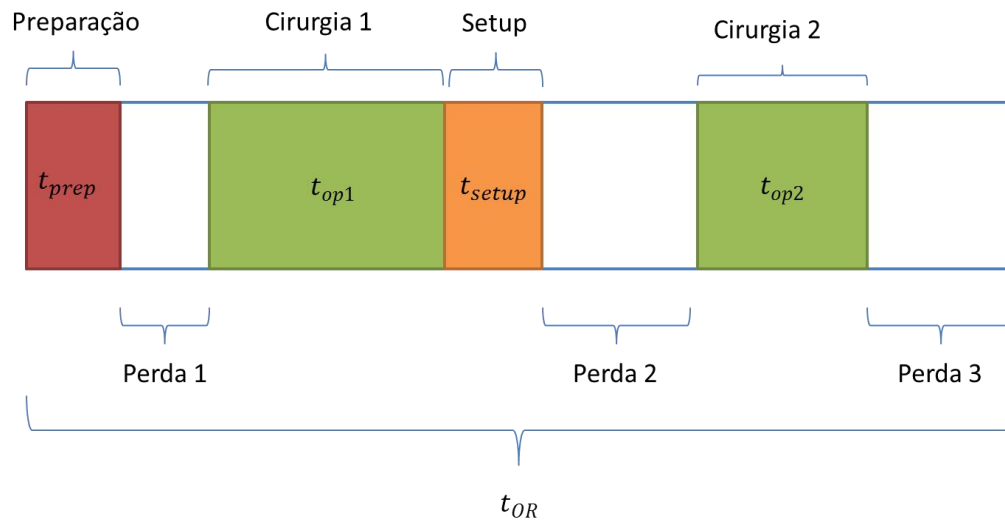 Preparação
Cirurgia 1
Setup
Cirurgia 2
t_prep
t_op1
t_setup
t_op2
Perda 1
Perda 2
Perda 3
t_OR